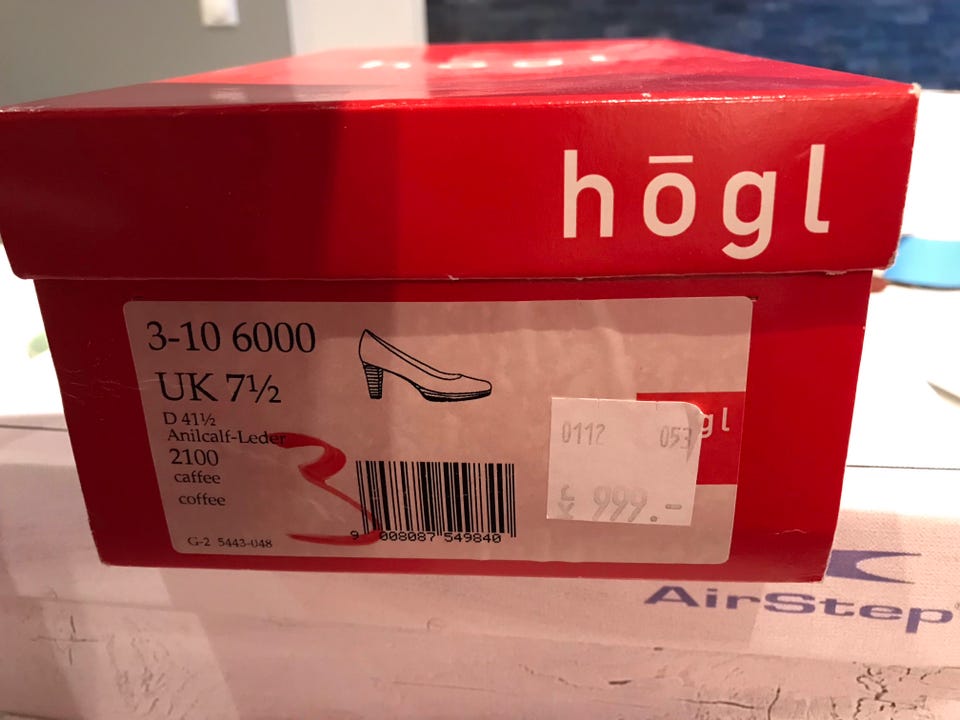 högl
3-10 6000
UK 7½
D 41½
Anilcalf-Leder
2100
caffee
coffee
G-2 5443-048
3
9 008087 549840
0112 053
999.-
gl
AirStep